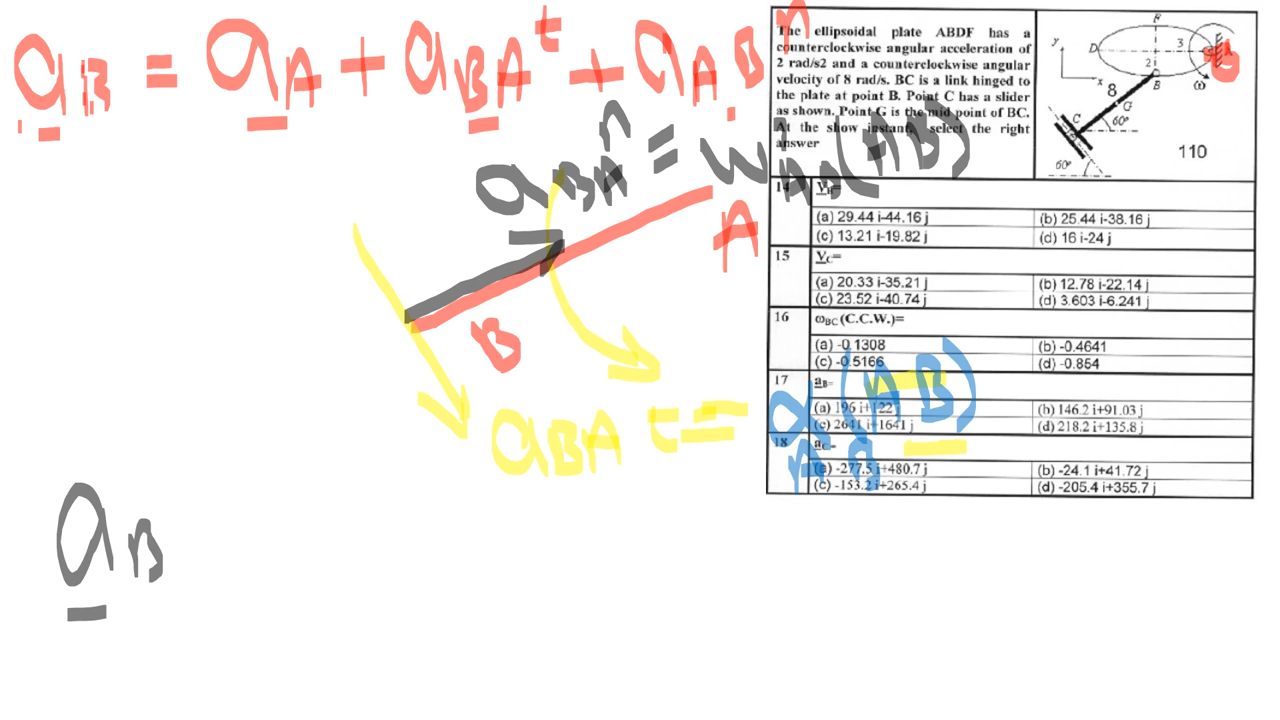 a_B = a_A + a_BA^t + a_AB^n
a_BA^n = ω²_AB (AB)
A
B
a_BA t = α_AB (AB)
a_B
The ellipsoidal plate ABDF has a
counterclockwise angular acceleration of
2 rad/s2 and a counterclockwise angular
velocity of 8 rad/s. BC is a link hinged to
the plate at point B. Point C has a slider
as shown. Point G is the mid point of BC.
At the show instant, select the right
answer
F
y
D
3
2
x
B
ω
8
G
C
60°
60°
110
14
(a) 29.44 i-44.16 j (b) 25.44 i-38.16 j
(c) 13.21 i-19.82 j (d) 16 i-24 j
15 V_C=
(a) 20.33 i-35.21 j (b) 12.78 i-22.14 j
(c) 23.52 i-40.74 j (d) 3.603 i-6.241 j
16 ω_BC (C.C.W.)=
(a) -0.1308 (b) -0.4641
(c) -0.5166 (d) -0.854
17 a_B=
(a) 196 i+122 (b) 146.2 i+91.03 j
(c) 2641 i+1641 j (d) 218.2 i+135.8 j
18 a_C=
(a) -277.5 i+480.7 j (b) -24.1 i+41.72 j
(c) -153.2 i+265.4 j (d) -205.4 i+355.7 j